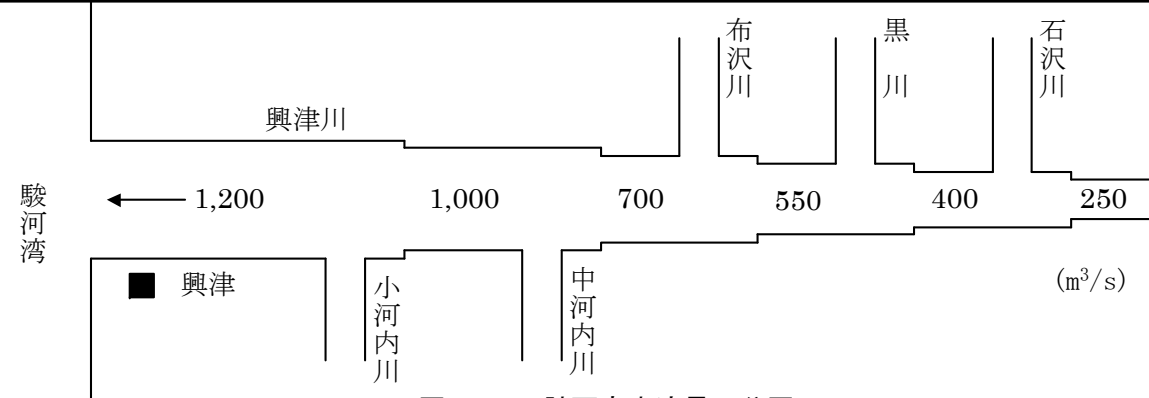 布沢川
黒川
石沢川
興津川
駿河湾
1,200
1,000
700
550
400
250
興津
(m³/s)
小河内川
中河内川